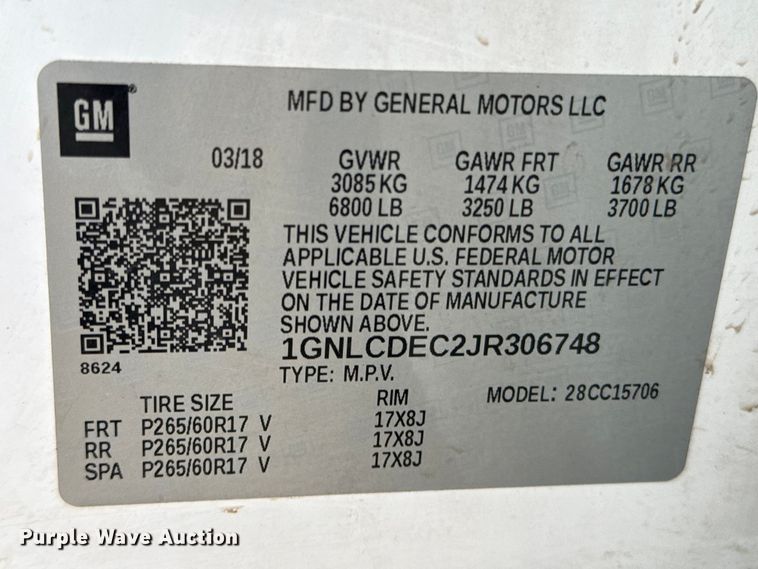 GM
MFD BY GENERAL MOTORS LLC
03/18 GVWR GAWR FRT GAWR RR
3085 KG 1474 KG 1678 KG
6800 LB 3250 LB 3700 LB
THIS VEHICLE CONFORMS TO ALL
APPLICABLE U.S. FEDERAL MOTOR
VEHICLE SAFETY STANDARDS IN EFFECT
ON THE DATE OF MANUFACTURE
SHOWN ABOVE.
1GNLCDEC2JR306748
8624
TYPE: M.P.V.
MODEL: 28CC15706
TIRE SIZE RIM
FRT P265/60R17 V 17X8J
RR P265/60R17 V 17X8J
SPA P265/60R17 V 17X8J
Purple Wave Auction